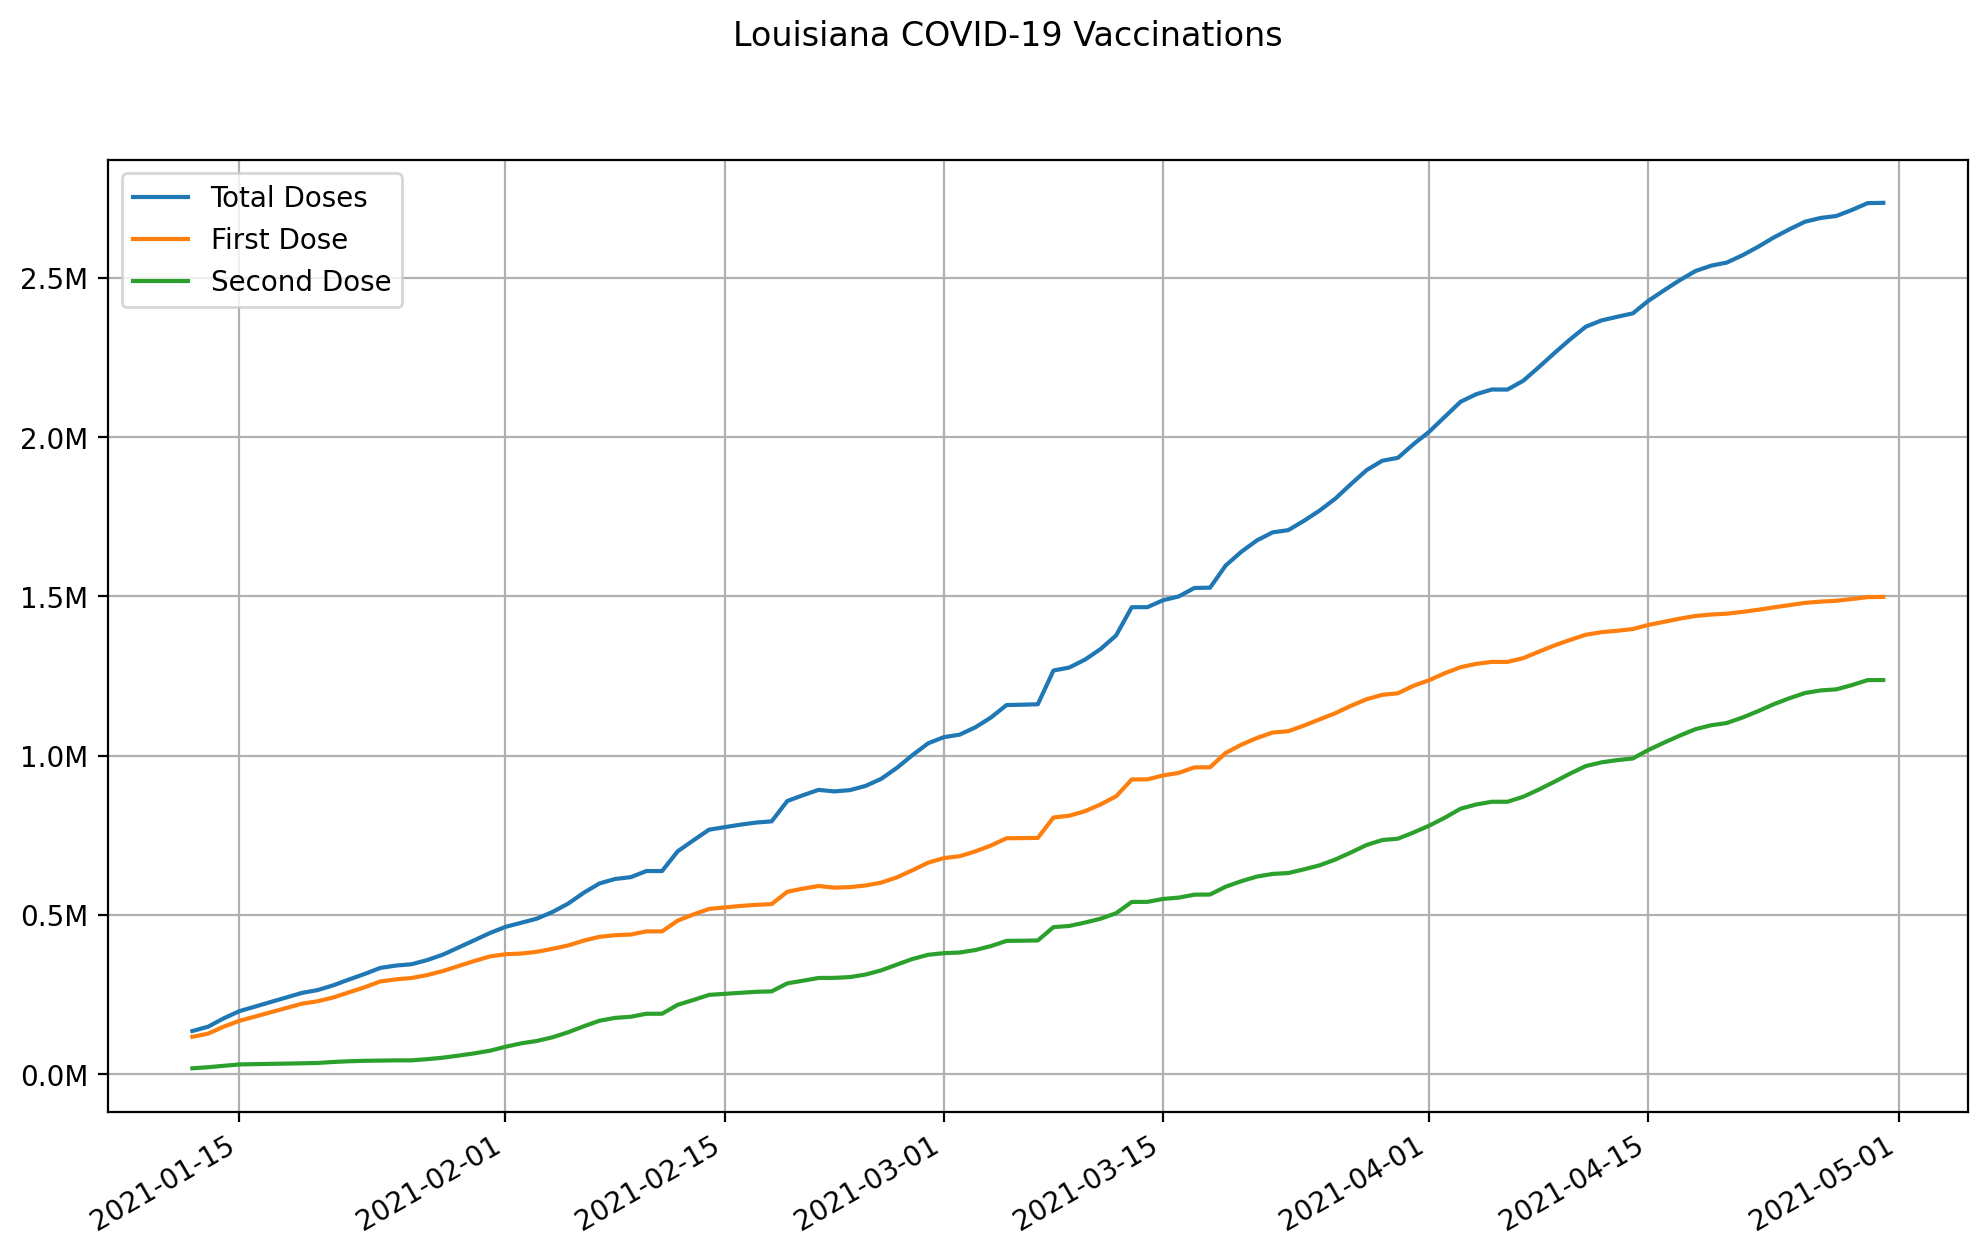 Louisiana COVID-19 Vaccinations
Total Doses
First Dose
Second Dose
2.5M
2.0M
1.5M
1.0M
0.5M
0.0M
2021-01-15
2021-02-01
2021-02-15
2021-03-01
2021-03-15
2021-04-01
2021-04-15
2021-05-01